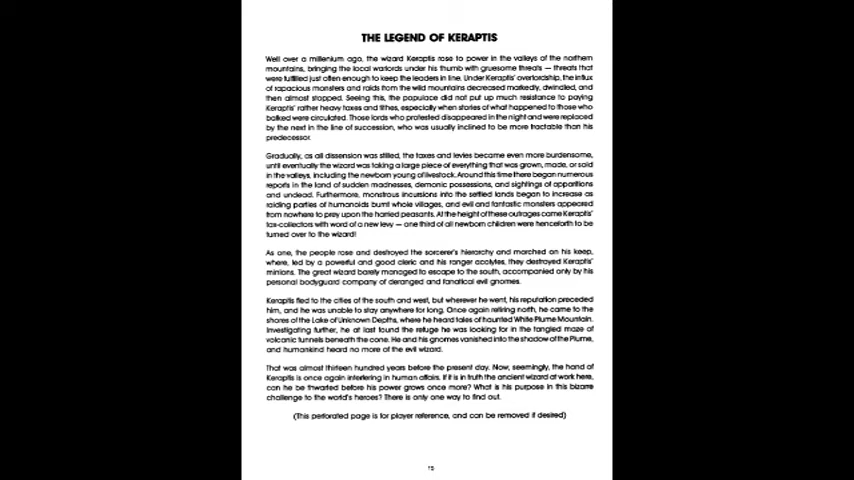 THE LEGEND OF KERAPTIS
Well over a millenium ago, the wizard Keraptis rose to power in the valleys of the northern
mountains, bringing the local warlords under his thumb with gruesome threats — threats that
were fulfilled just often enough to keep the leaders in line. Under Keraptis' overlordship, the influx
of rapacious monsters and raids from the wild mountains decreased markedly, dwindled, and
then almost stopped. Seeing this, the populace did not put up much resistance to paying
Keraptis' rather heavy taxes and tithes, especially when stories of what happened to those who
balked were circulated. Those lords who protested disappeared in the night and were replaced
by the next in the line of succession, who was usually inclined to be more tractable than his
predecessor.
Gradually, as all dissension was stilled, the taxes and levies became even more burdensome,
until eventually the wizard was taking a large piece of everything that was grown, made, or sold
in the valleys, including the newborn young of livestock. Around this time there began numerous
reports in the land of sudden madnesses, demonic possessions, and sightings of apparitions
and undead. Furthermore, monstrous incursions into the settled lands began to increase as
raiding parties of humanoids burnt whole villages, and evil and fantastic monsters appeared
from nowhere to prey upon the harried peasants. At the height of these outrages came Keraptis'
tax-collectors with word of a new levy — one third of all newborn children were henceforth to be
turned over to the wizard!
As one, the people rose and destroyed the sorcerer's hierarchy and marched on his keep,
where, led by a powerful and good cleric and his ranger acolytes, they destroyed Keraptis'
minions. The great wizard barely managed to escape to the south, accompanied only by his
personal bodyguard company of deranged and fanatical evil gnomes.
Keraptis fled to the cities of the south and west, but wherever he went, his reputation preceded
him, and he was unable to stay anywhere for long. Once again retiring north, he came to the
shores of the Lake of Unknown Depths, where he heard tales of haunted White Plume Mountain.
Investigating further, he at last found the refuge he was looking for in the tangled maze of
volcanic tunnels beneath the cone. He and his gnomes vanished into the shadow of the Plume,
and humankind heard no more of the evil wizard.
That was almost thirteen hundred years before the present day. Now, seemingly, the hand of
Keraptis is once again interfering in human affairs. If it is in truth the ancient wizard at work here,
can he be thwarted before his power grows once more? What is his purpose in this bizarre
challenge to the world's heroes? There is only one way to find out.
(This perforated page is for player reference, and can be removed if desired)
15